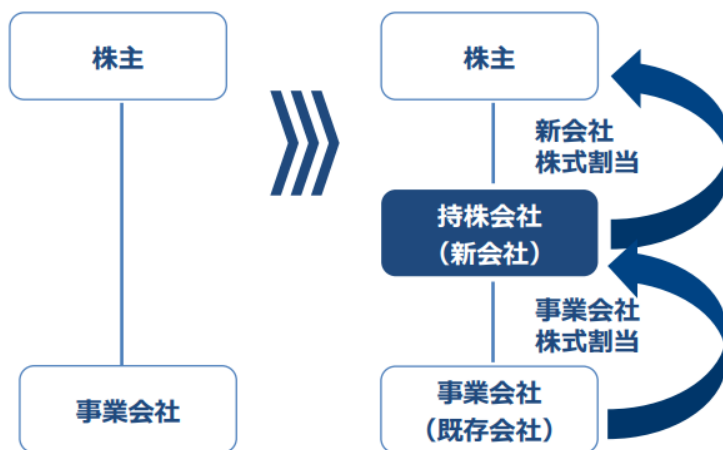 株主
事業会社
株主
新会社
株式割当
持株会社
（新会社）
事業会社
株式割当
事業会社
（既存会社）